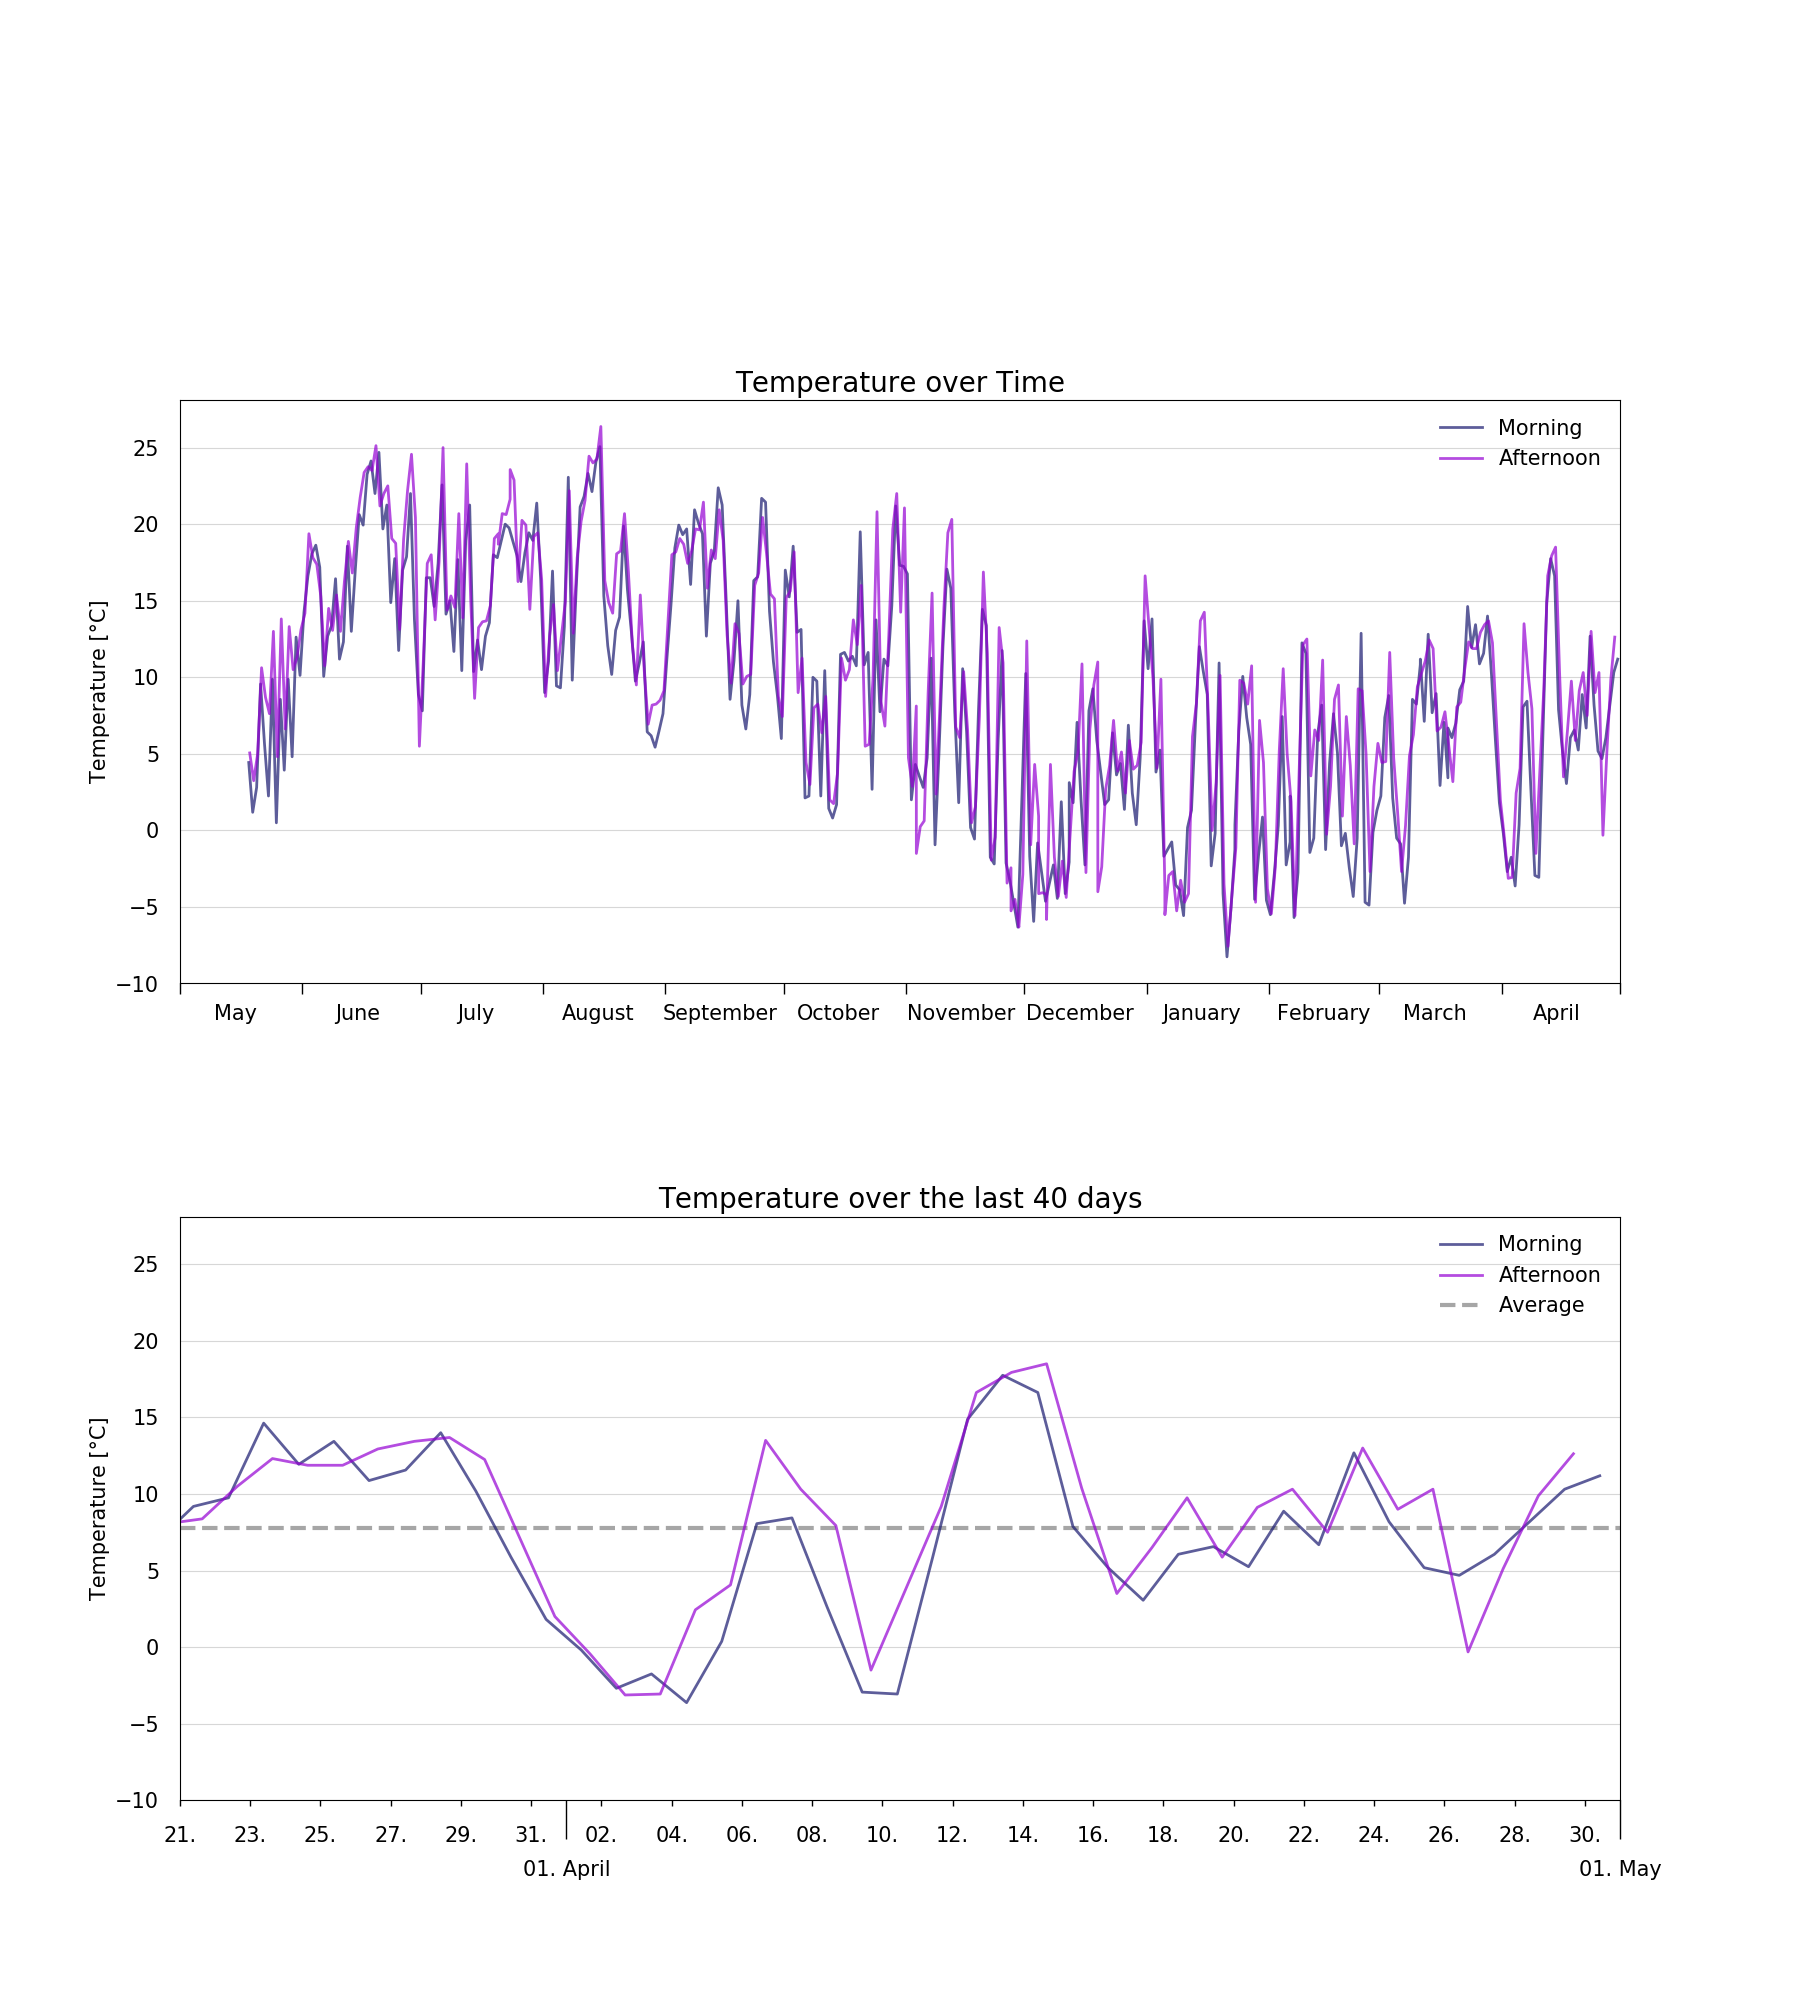 Temperature over Time
Morning
Afternoon
Temperature [°C]
25
20
15
10
5
0
−5
−10
May June July August September October November December January February March April
Temperature over the last 40 days
Morning
Afternoon
Average
Temperature [°C]
25
20
15
10
5
0
−5
−10
21. 23. 25. 27. 29. 31. 02. 04. 06. 08. 10. 12. 14. 16. 18. 20. 22. 24. 26. 28. 30.
01. April 01. May